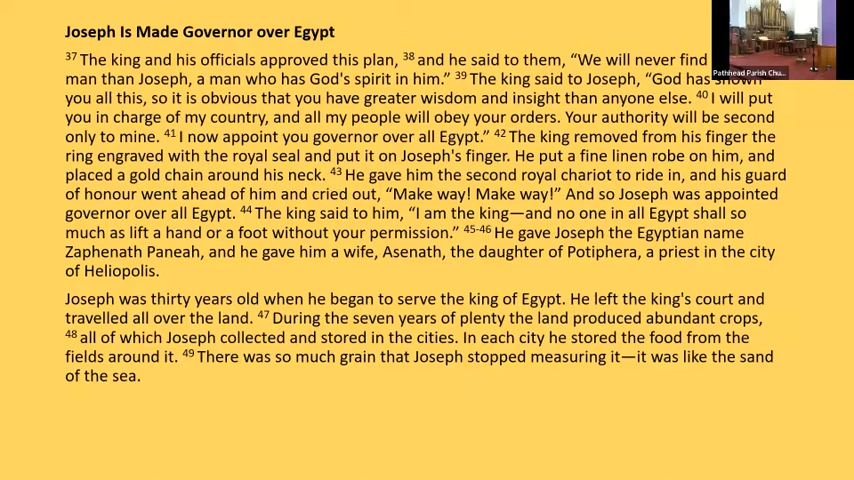 Joseph Is Made Governor over Egypt
37 The king and his officials approved this plan, 38 and he said to them, “We will never find
man than Joseph, a man who has God's spirit in him.” 39 The king said to Joseph, “God has shown
you all this, so it is obvious that you have greater wisdom and insight than anyone else. 40 I will put
you in charge of my country, and all my people will obey your orders. Your authority will be second
only to mine. 41 I now appoint you governor over all Egypt.” 42 The king removed from his finger the
ring engraved with the royal seal and put it on Joseph's finger. He put a fine linen robe on him, and
placed a gold chain around his neck. 43 He gave him the second royal chariot to ride in, and his guard
of honour went ahead of him and cried out, “Make way! Make way!” And so Joseph was appointed
governor over all Egypt. 44 The king said to him, “I am the king—and no one in all Egypt shall so
much as lift a hand or a foot without your permission.” 45-46 He gave Joseph the Egyptian name
Zaphenath Paneah, and he gave him a wife, Asenath, the daughter of Potiphera, a priest in the city
of Heliopolis.
Joseph was thirty years old when he began to serve the king of Egypt. He left the king's court and
travelled all over the land. 47 During the seven years of plenty the land produced abundant crops,
48 all of which Joseph collected and stored in the cities. In each city he stored the food from the
fields around it. 49 There was so much grain that Joseph stopped measuring it—it was like the sand
of the sea.
Pathhead Parish Chu...